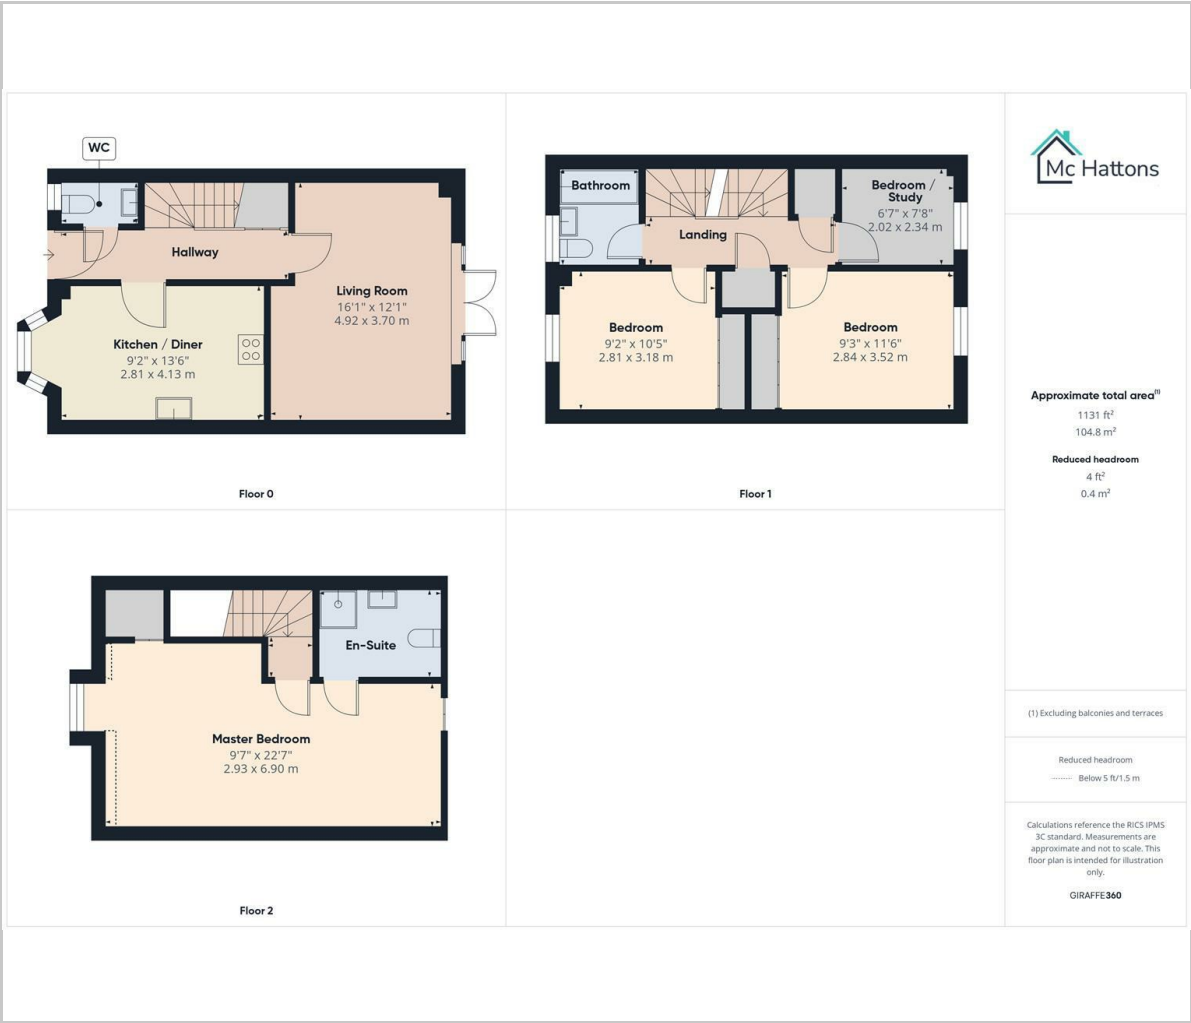 WC
Hallway
Living Room
16'1" x 12'1"
4.92 x 3.70 m
Kitchen / Diner
9'2" x 13'6"
2.81 x 4.13 m
Floor 0
Bathroom
Landing
Bedroom /
Study
6'7" x 7'8"
2.02 x 2.34 m
Bedroom
9'2" x 10'5"
2.81 x 3.18 m
Bedroom
9'3" x 11'6"
2.84 x 3.52 m
Floor 1
En-Suite
Master Bedroom
9'7" x 22'7"
2.93 x 6.90 m
Floor 2
Mc Hattons
Approximate total area⁽¹⁾
1131 ft²
104.8 m²
Reduced headroom
4 ft²
0.4 m²
(1) Excluding balconies and terraces
Reduced headroom
Below 5 ft/1.5 m
Calculations reference the RICS IPMS
3C standard. Measurements are
approximate and not to scale. This
floor plan is intended for illustration
only.
GIRAFFE360